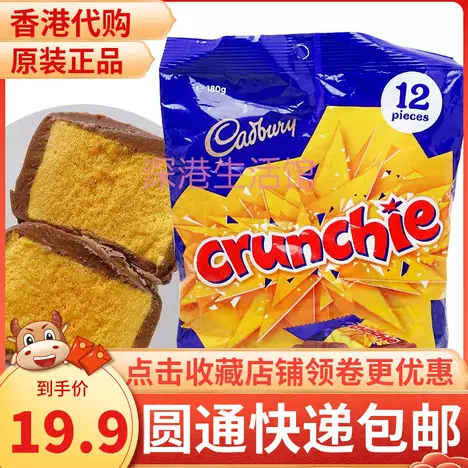 香港代购
原装正品
℮ 180g
12
pieces
Cadbury
深港生活馆
crunchie
点击收藏店铺领卷更优惠
到手价
19.9
圆通快递包邮